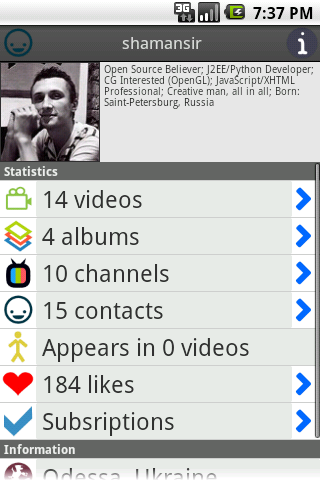 3G 7:37 PM
shamansir
Open Source Believer; J2EE/Python Developer;
CG Interested (OpenGL); JavaScript/XHTML
Professional; Creative man, all in all; Born:
Saint-Petersburg, Russia
Statistics
14 videos
4 albums
10 channels
15 contacts
Appears in 0 videos
184 likes
Subsriptions
Information
Odessa, Ukraine